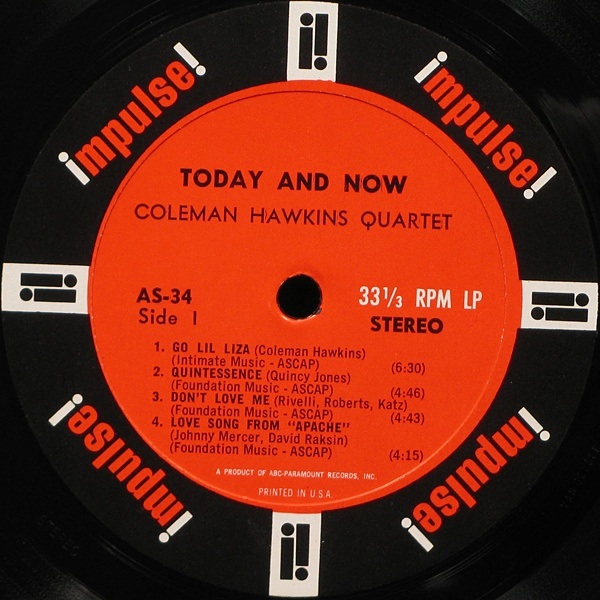 impulse!
impulse!
TODAY AND NOW
COLEMAN HAWKINS QUARTET
AS-34
33⅓ RPM LP
Side 1
STEREO
1. GO LIL LIZA (Coleman Hawkins)
(Intimate Music - ASCAP) (6:30)
2. QUINTESSENCE (Quincy Jones)
(Foundation Music - ASCAP) (4:46)
3. DON'T LOVE ME (Rivelli, Roberts, Katz)
(Foundation Music - ASCAP) (4:43)
4. LOVE SONG FROM "APACHE"
(Johnny Mercer, David Raksin)
(Foundation Music - ASCAP) (4:15)
A PRODUCT OF ABC-PARAMOUNT RECORDS, INC.
PRINTED IN U.S.A.
impulse!
impulse!